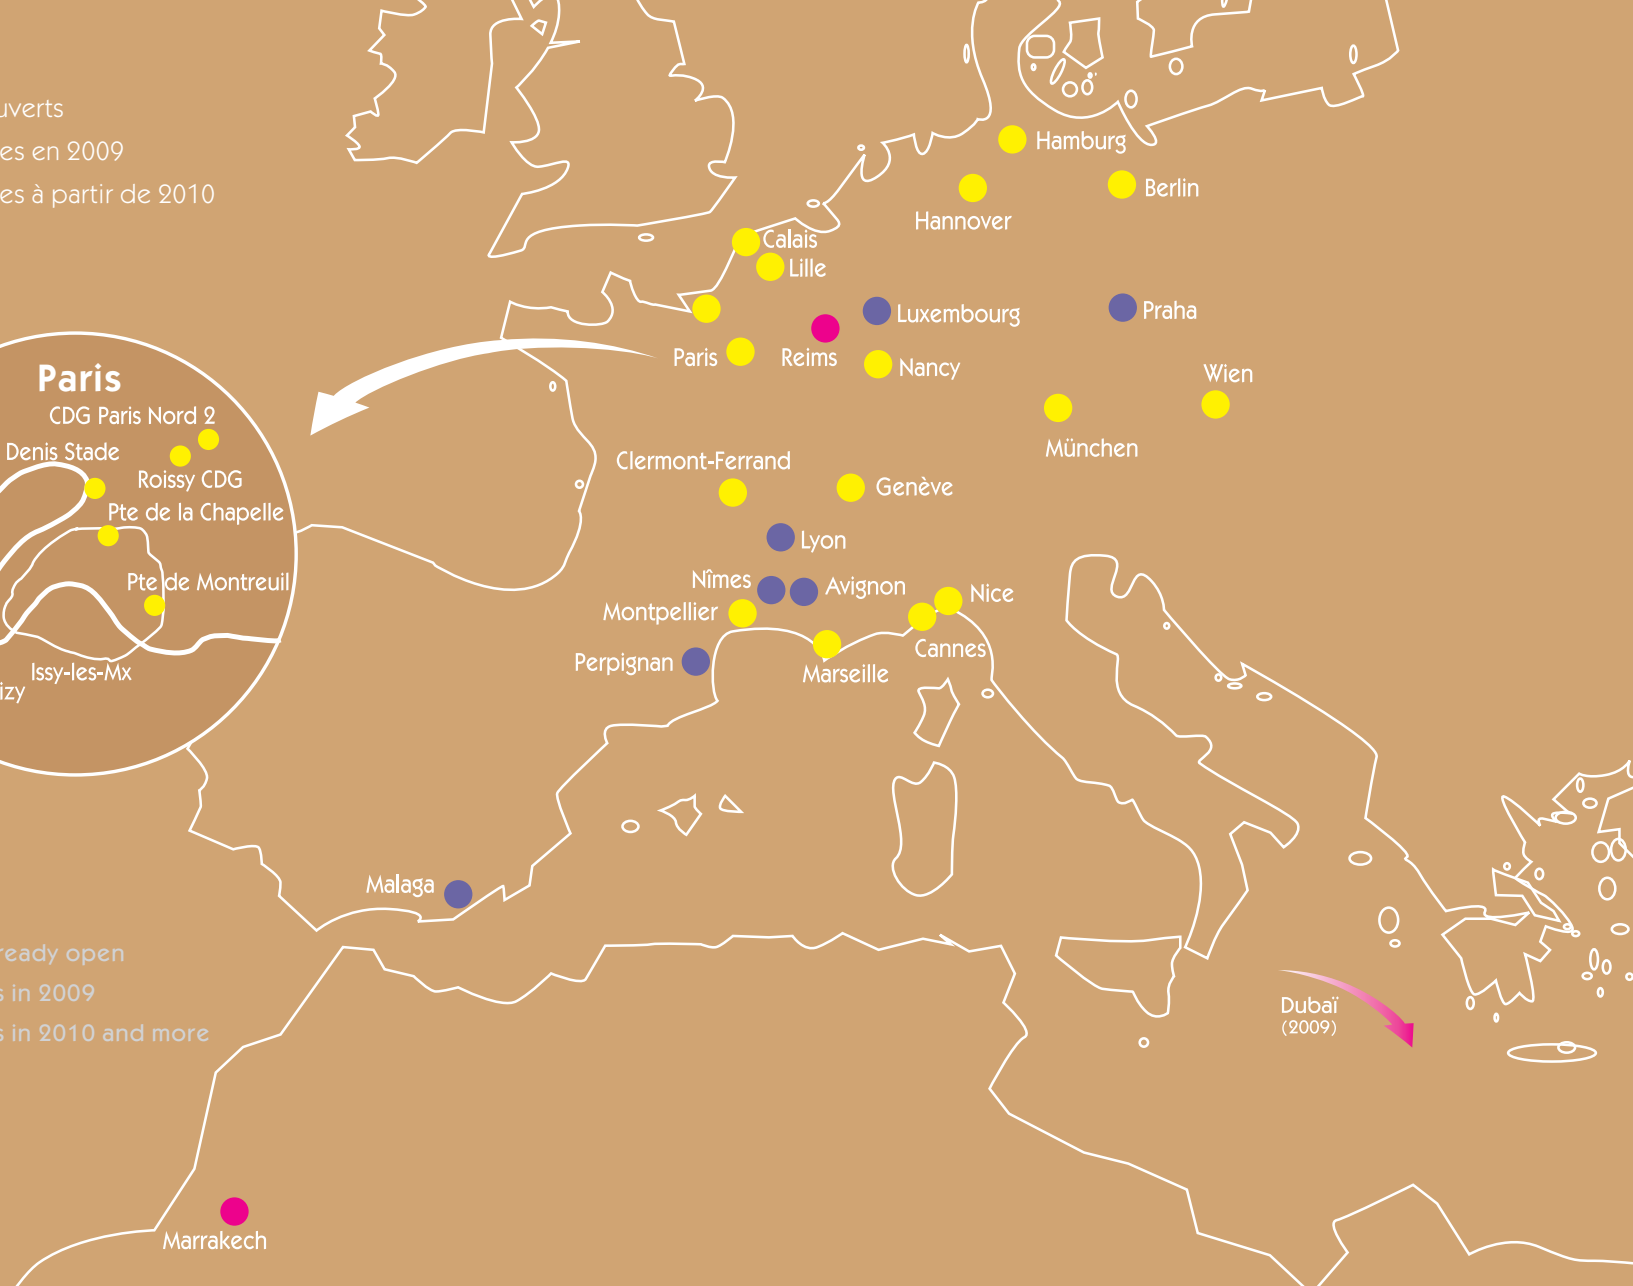 uverts
es en 2009
es à partir de 2010
Hamburg
Berlin
Hannover
Calais
Lille
Luxembourg
Praha
Paris
Reims
Nancy
Wien
München
Paris
CDG Paris Nord 2
Denis Stade
Roissy CDG
Pte de la Chapelle
Pte de Montreuil
Issy-les-Mx
izy
Clermont-Ferrand
Genève
Lyon
Nîmes
Avignon
Nice
Montpellier
Cannes
Perpignan
Marseille
Malaga
ready open
s in 2009
s in 2010 and more
Dubaï
(2009)
Marrakech